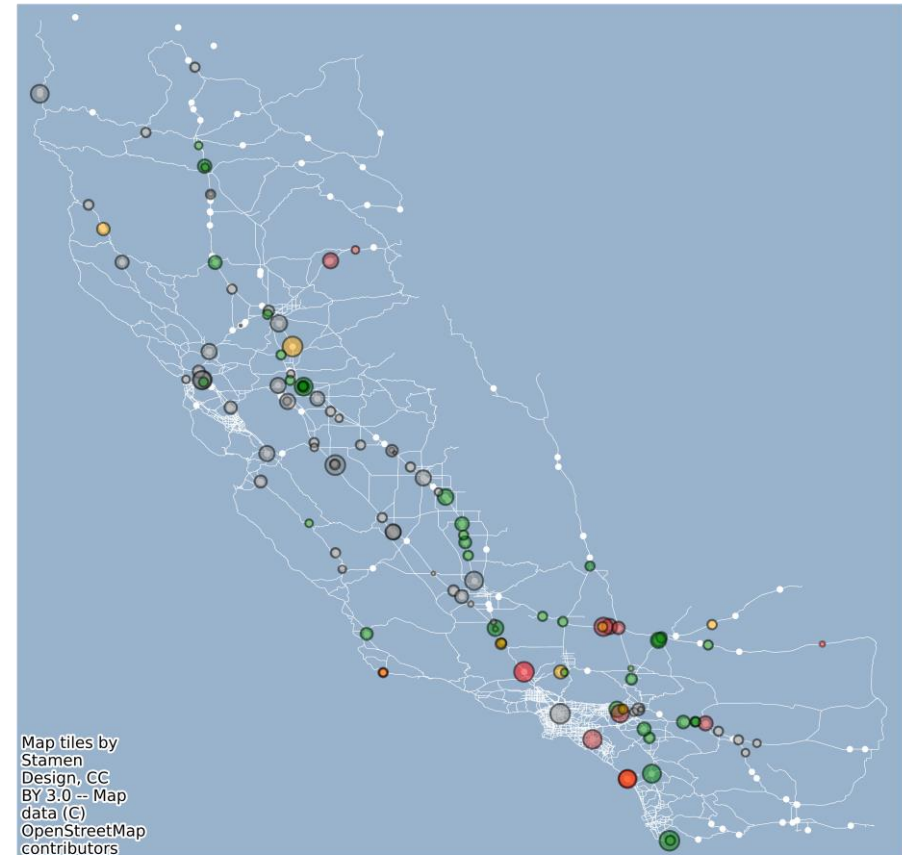 Map tiles by
Stamen
Design, CC
BY 3.0 -- Map
data (C)
OpenStreetMap
contributors